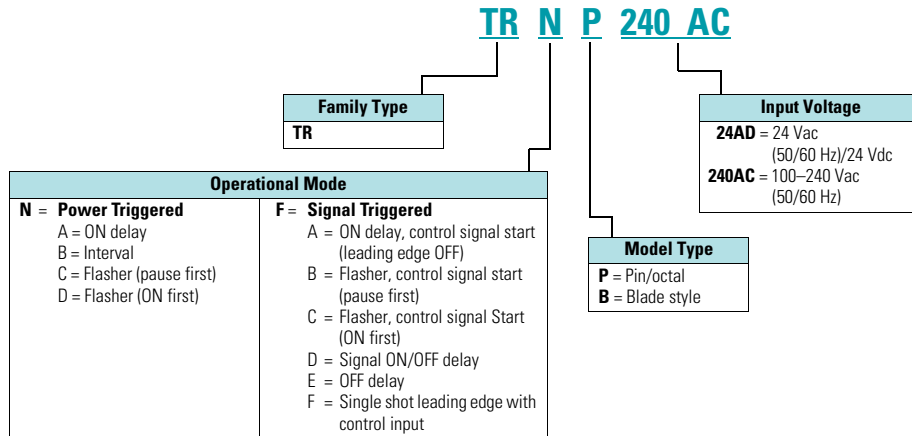 TR N P 240 AC
Family Type
TR
Input Voltage
24AD = 24 Vac
(50/60 Hz)/24 Vdc
240AC = 100–240 Vac
(50/60 Hz)
Operational Mode
N = Power Triggered
A = ON delay
B = Interval
C = Flasher (pause first)
D = Flasher (ON first)
F = Signal Triggered
A = ON delay, control signal start
(leading edge OFF)
B = Flasher, control signal start
(pause first)
C = Flasher, control signal Start
(ON first)
D = Signal ON/OFF delay
E = OFF delay
F = Single shot leading edge with
control input
Model Type
P = Pin/octal
B = Blade style